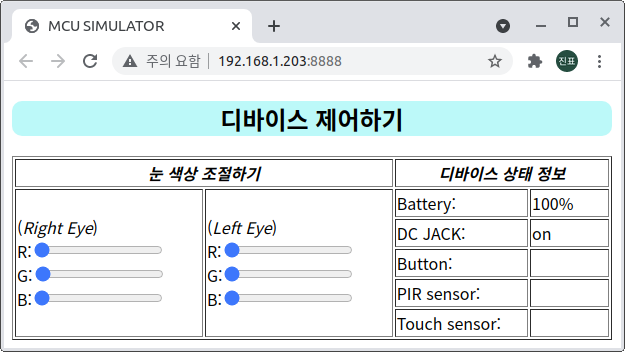 MCU SIMULATOR
주의 요함 192.168.1.203:8888
진표
디바이스 제어하기
눈 색상 조절하기 디바이스 상태 정보
(Right Eye)
R:
G:
B:
(Left Eye)
R:
G:
B:
Battery: 100%
DC JACK: on
Button:
PIR sensor:
Touch sensor: